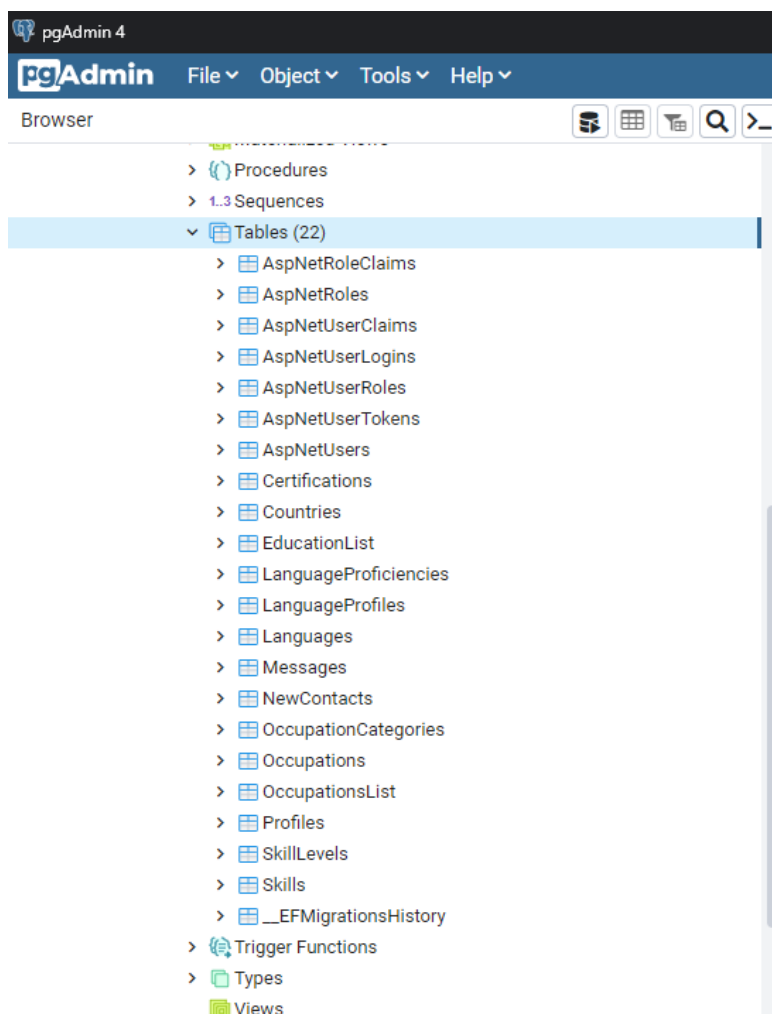 pgAdmin 4
pgAdmin File Object Tools Help
Browser
Materialized Views
Procedures
1..3 Sequences
Tables (22)
AspNetRoleClaims
AspNetRoles
AspNetUserClaims
AspNetUserLogins
AspNetUserRoles
AspNetUserTokens
AspNetUsers
Certifications
Countries
EducationList
LanguageProficiencies
LanguageProfiles
Languages
Messages
NewContacts
OccupationCategories
Occupations
OccupationsList
Profiles
SkillLevels
Skills
__EFMigrationsHistory
Trigger Functions
Types
Views